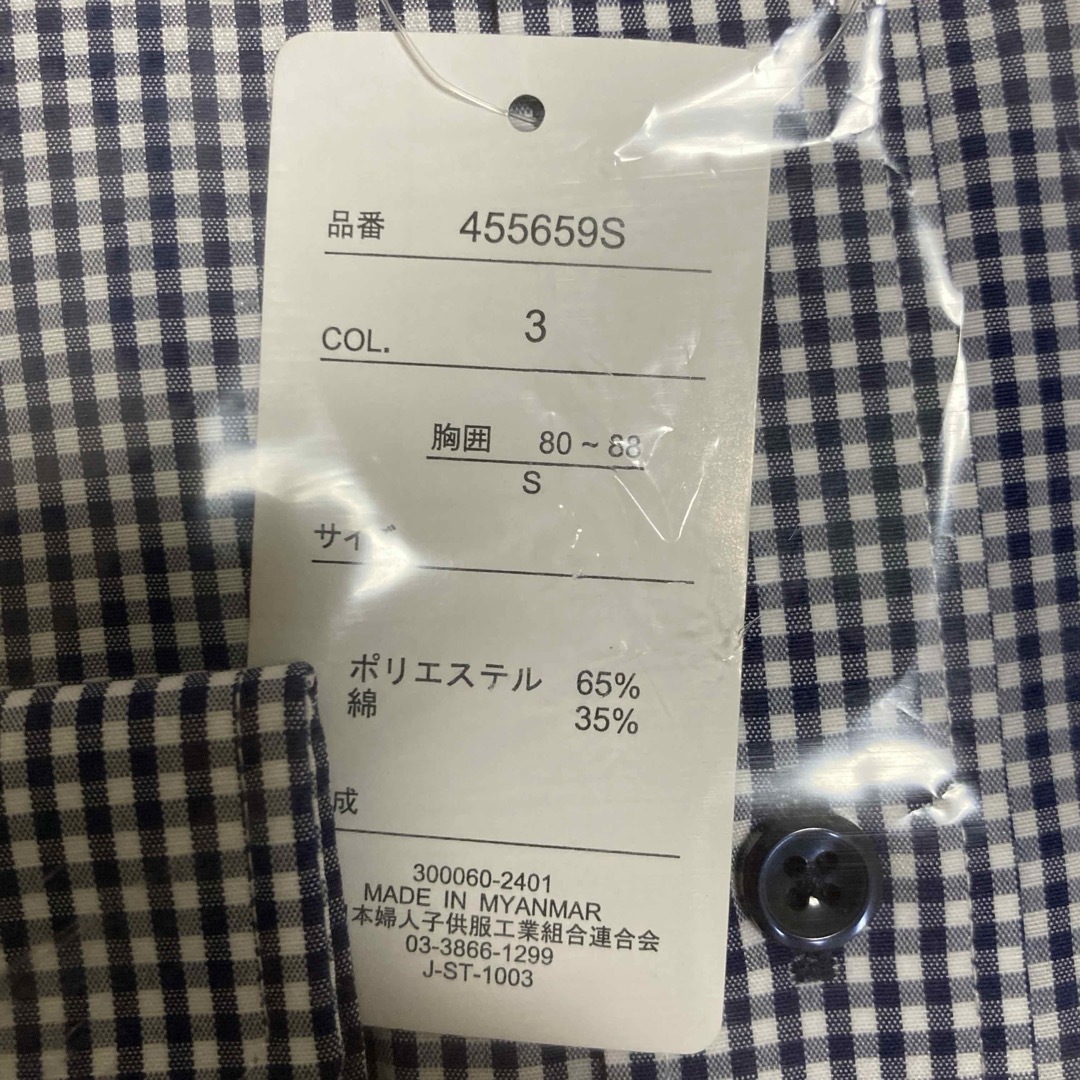 品番 455659S
COL. 3
胸囲 80 ~ 88
S
サイズ
ポリエステル 65%
綿 35%
成
300060-2401
MADE IN MYANMAR
本婦人子供服工業組合連合会
03-3866-1299
J-ST-1003